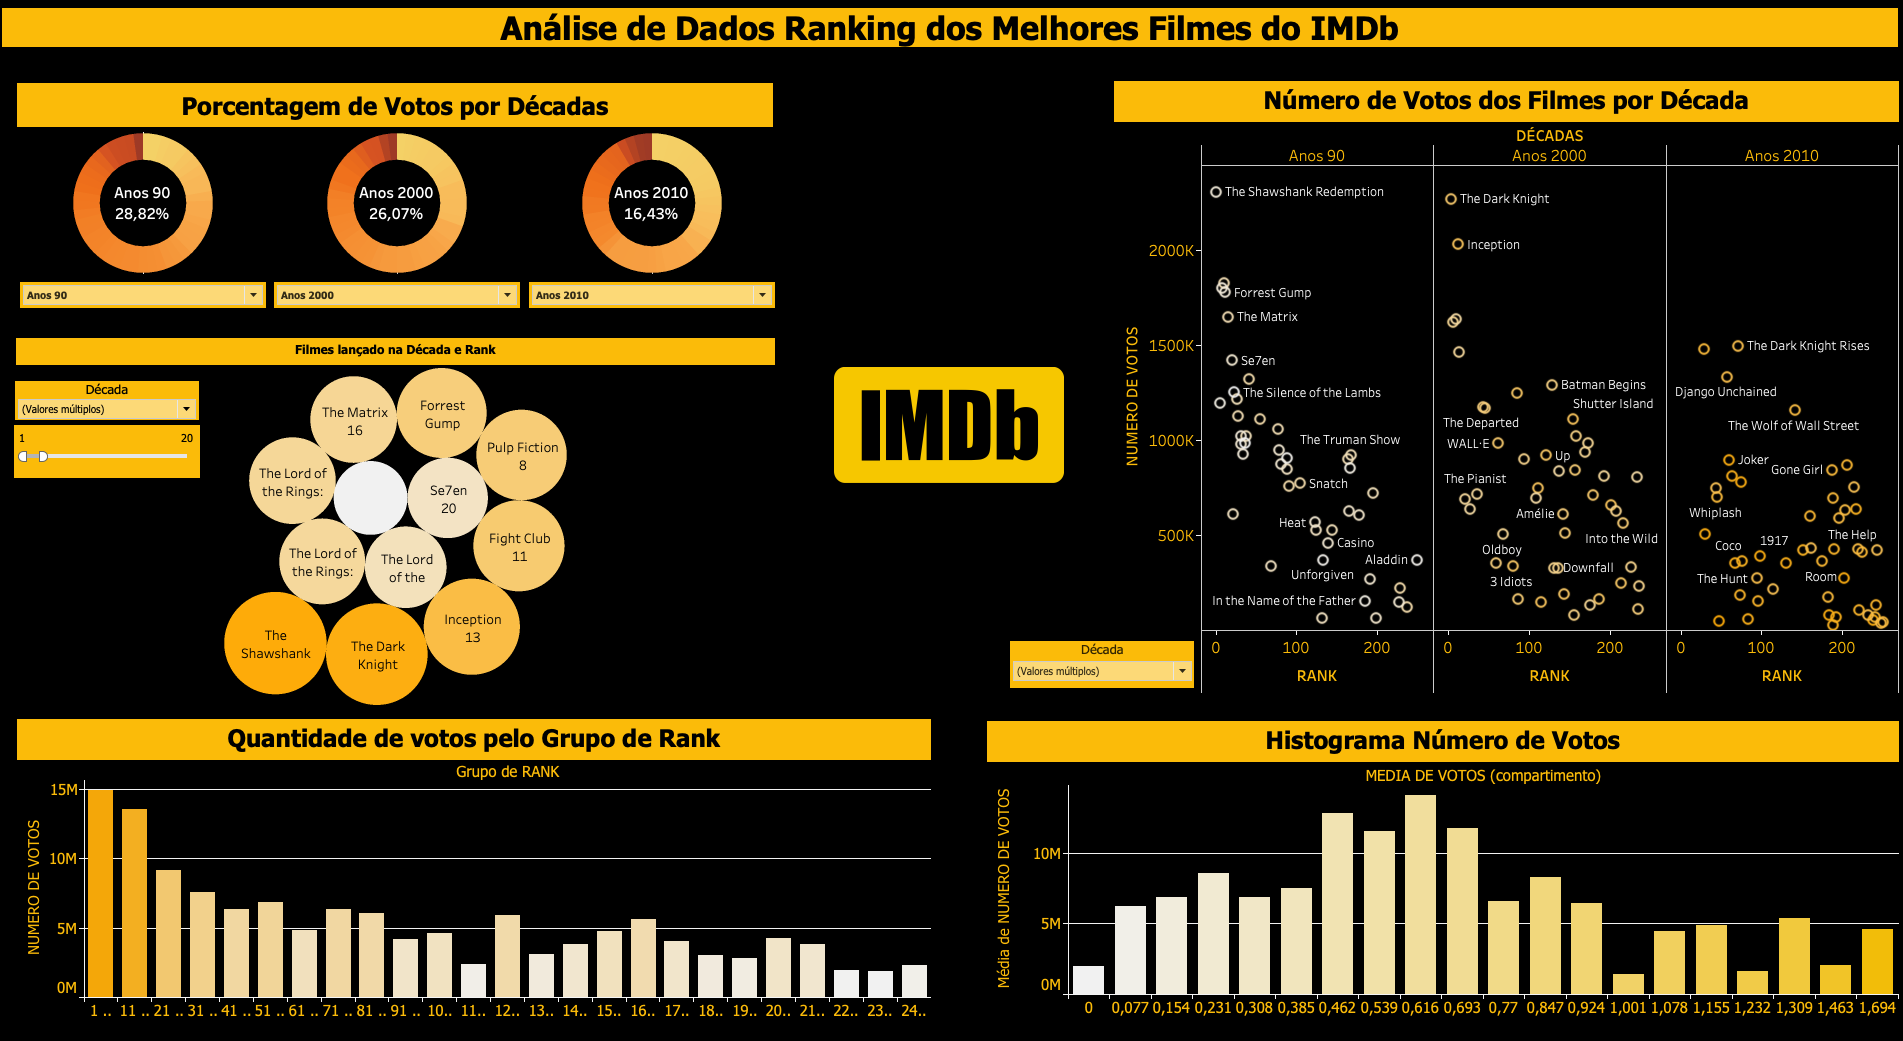 Análise de Dados Ranking dos Melhores Filmes do IMDb
Porcentagem de Votos por Décadas
Anos 90
28,82%
Anos 2000
26,07%
Anos 2010
16,43%
Anos 90
Anos 2000
Anos 2010
Filmes lançado na Década e Rank
Década
(Valores múltiplos)
1
20
The Matrix
16
Forrest
Gump
Pulp Fiction
8
The Lord of
the Rings:
Se7en
20
Fight Club
11
The Lord of
the Rings:
The Lord
of the
Inception
13
The
Shawshank
The Dark
Knight
IMDb
Número de Votos dos Filmes por Década
DÉCADAS
Anos 90
Anos 2000
Anos 2010
NUMERO DE VOTOS
2000K
1500K
1000K
500K
The Shawshank Redemption
Forrest Gump
The Matrix
Se7en
The Silence of the Lambs
The Truman Show
Snatch
Heat
Casino
Aladdin
Unforgiven
In the Name of the Father
The Dark Knight
Inception
Batman Begins
Shutter Island
The Departed
WALL·E
Up
The Pianist
Amélie
Into the Wild
Oldboy
Downfall
3 Idiots
The Dark Knight Rises
Django Unchained
The Wolf of Wall Street
Joker
Gone Girl
Whiplash
The Help
1917
Coco
The Hunt
Room
0
100
200
0
100
200
0
100
200
RANK
RANK
RANK
Década
(Valores múltiplos)
Quantidade de votos pelo Grupo de Rank
Grupo de RANK
NUMERO DE VOTOS
15M
10M
5M
0M
1 .. 11 .. 21 .. 31 .. 41 .. 51 .. 61 .. 71 .. 81 .. 91 .. 10.. 11.. 12.. 13.. 14.. 15.. 16.. 17.. 18.. 19.. 20.. 21.. 22.. 23.. 24..
Histograma Número de Votos
MEDIA DE VOTOS (compartimento)
Média de NUMERO DE VOTOS
10M
5M
0M
0 0,077 0,154 0,231 0,308 0,385 0,462 0,539 0,616 0,693 0,77 0,847 0,924 1,001 1,078 1,155 1,232 1,309 1,463 1,694